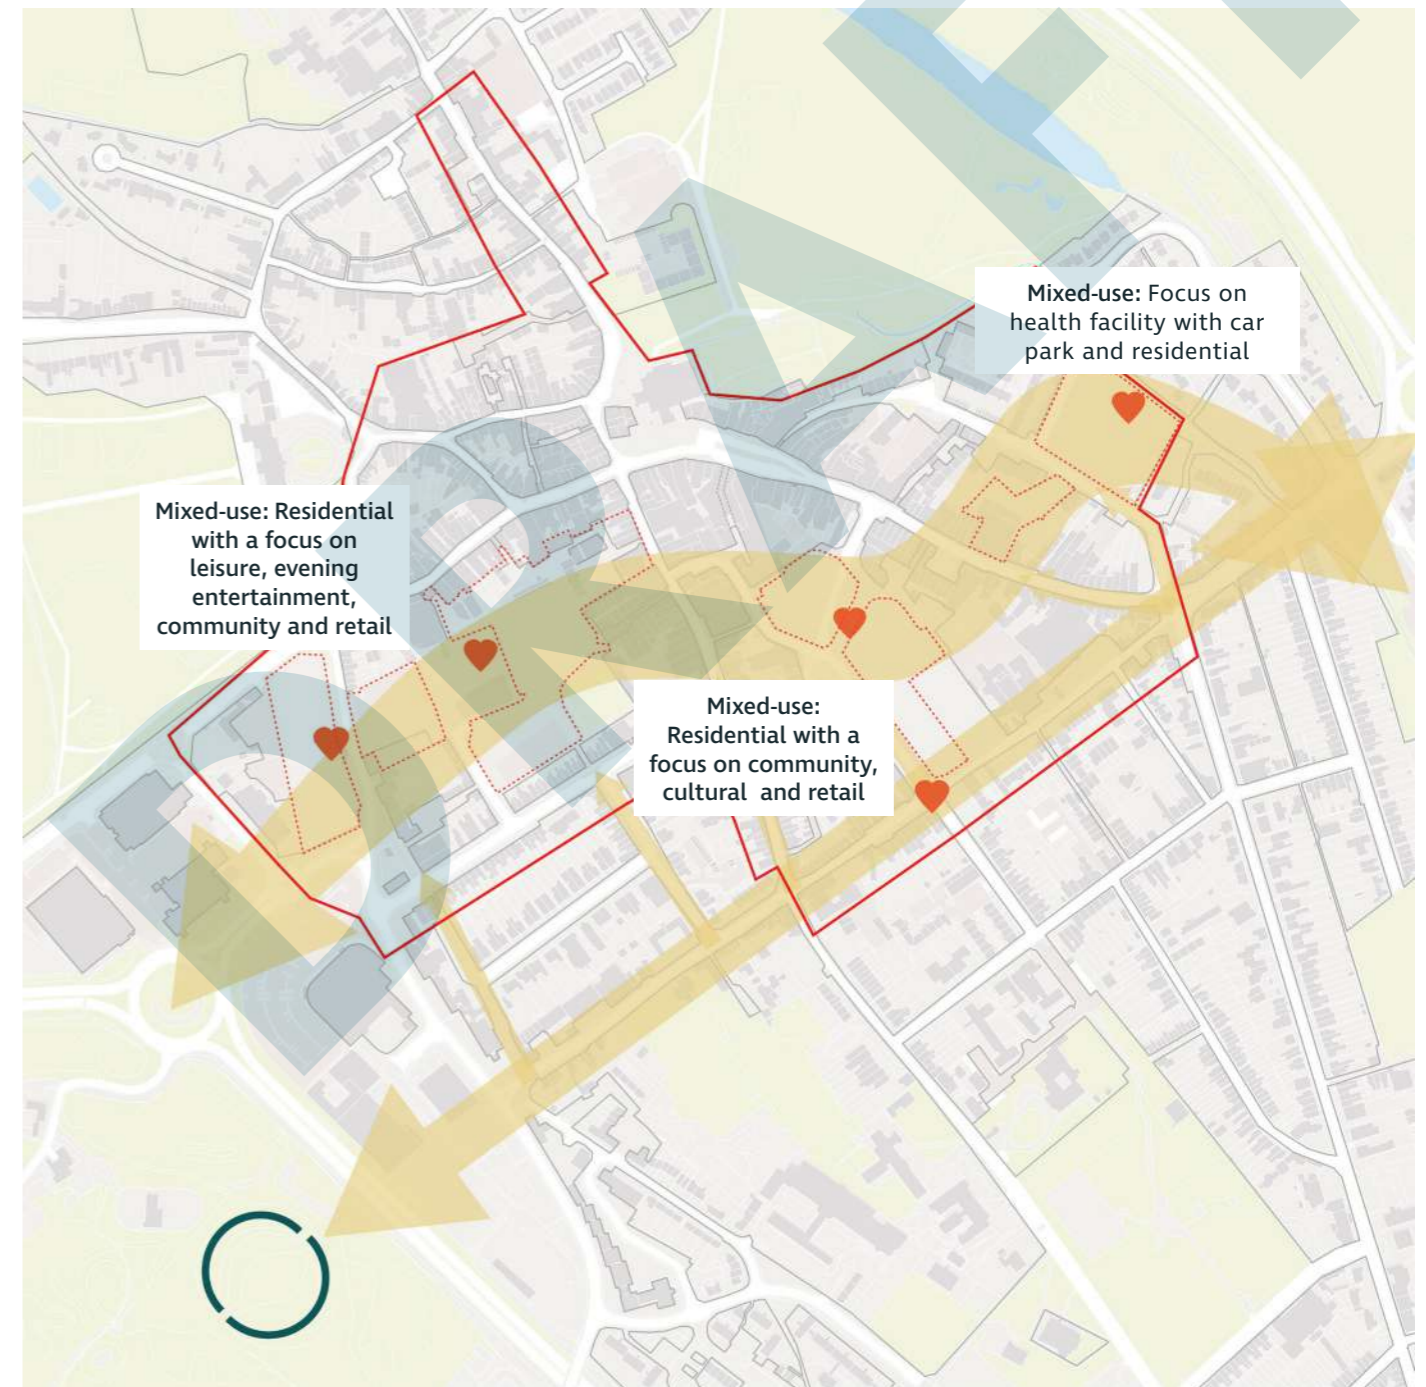 Mixed-use: Focus on
health facility with car
park and residential
Mixed-use: Residential
with a focus on
leisure, evening
entertainment,
community and retail
Mixed-use:
Residential with a
focus on community,
cultural and retail
DRAFT